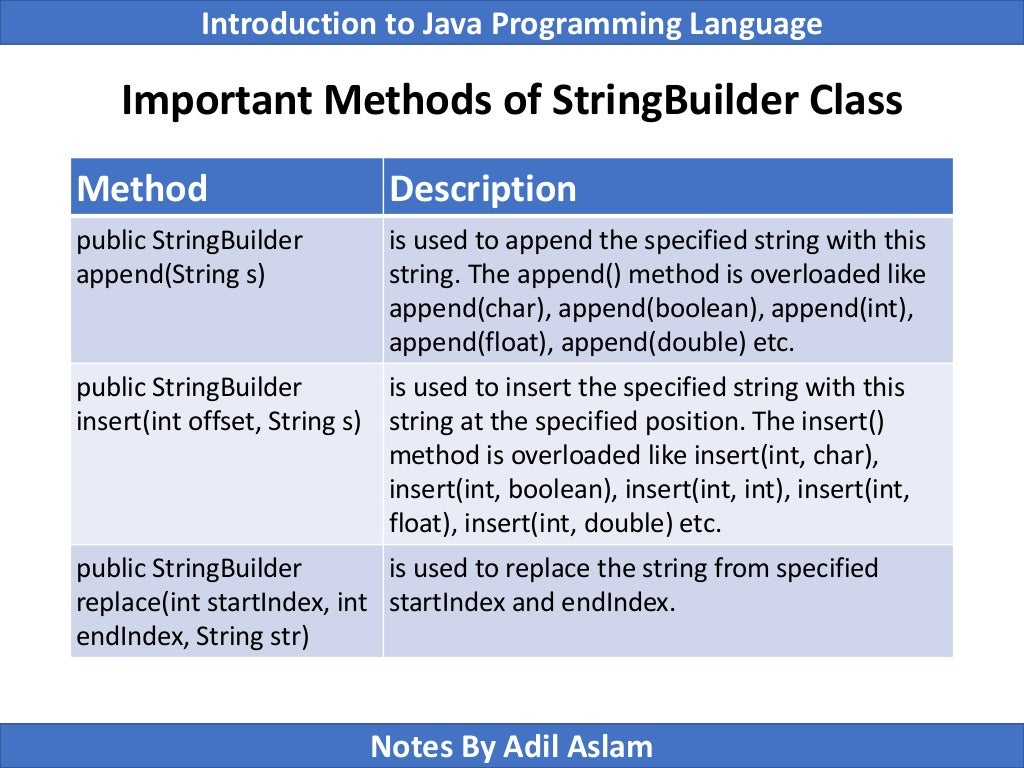 Introduction to Java Programming Language
Important Methods of StringBuilder Class
Method
Description
public StringBuilder
append(String s)
is used to append the specified string with this
string. The append() method is overloaded like
append(char), append(boolean), append(int),
append(float), append(double) etc.
public StringBuilder
insert(int offset, String s)
is used to insert the specified string with this
string at the specified position. The insert()
method is overloaded like insert(int, char),
insert(int, boolean), insert(int, int), insert(int,
float), insert(int, double) etc.
public StringBuilder
replace(int startIndex, int
endIndex, String str)
is used to replace the string from specified
startIndex and endIndex.
Notes By Adil Aslam